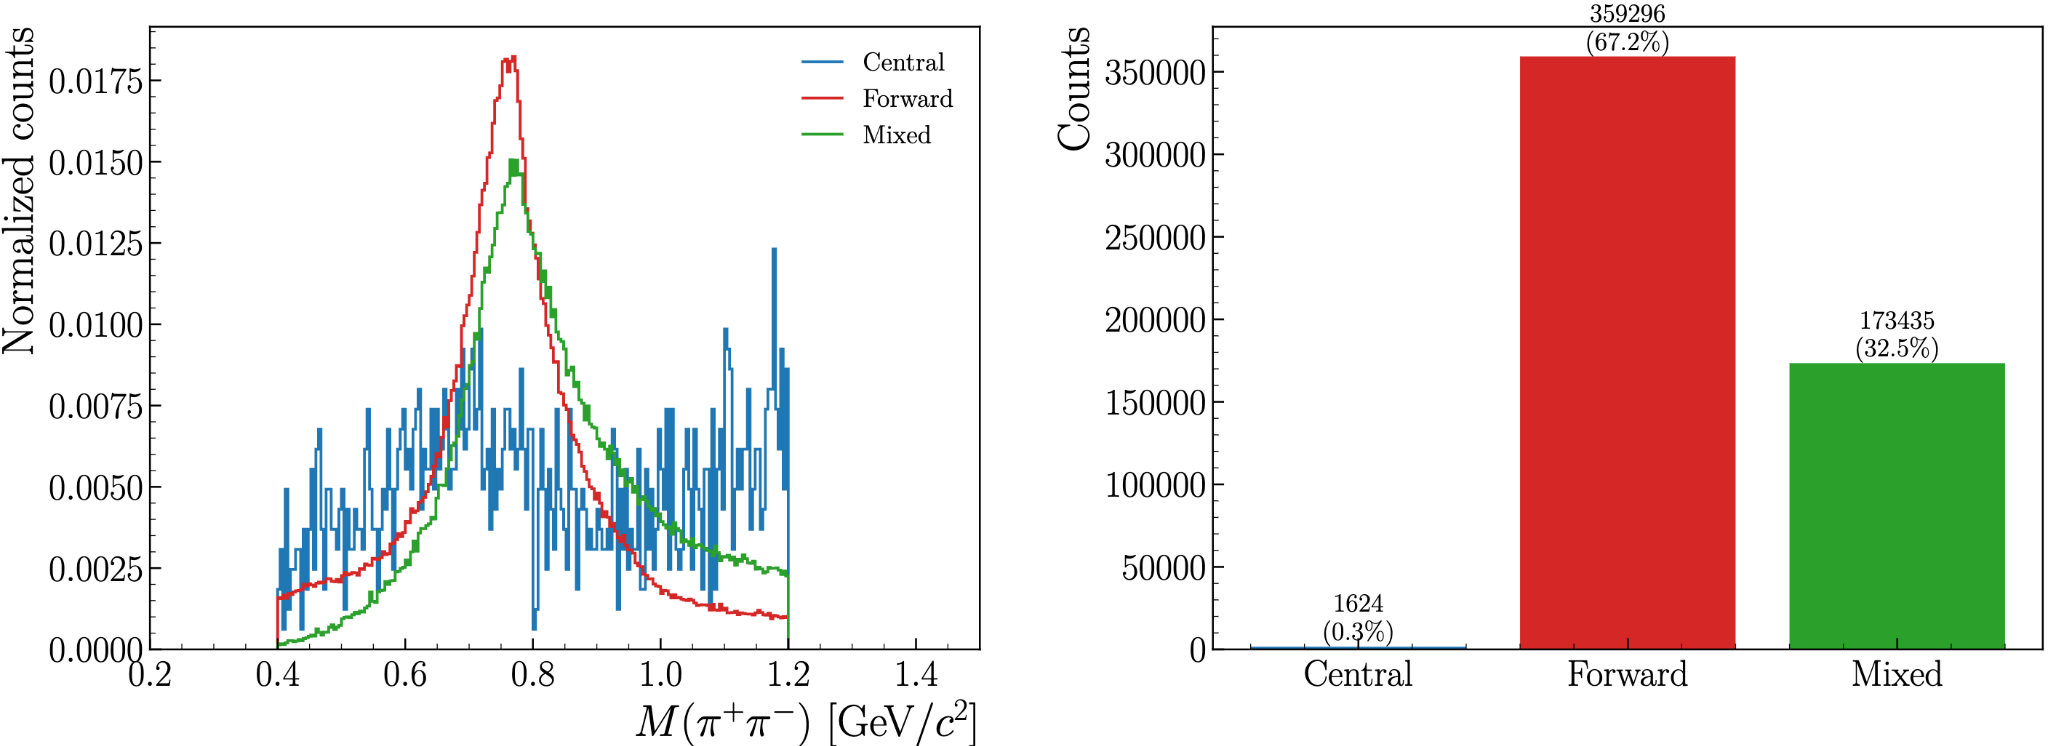 Normalized counts
0.0175
0.0150
0.0125
0.0100
0.0075
0.0050
0.0025
0.0000
0.2 0.4 0.6 0.8 1.0 1.2 1.4
M(π⁺π⁻) [GeV/c²]
Central
Forward
Mixed
Counts
350000
300000
250000
200000
150000
100000
50000
0
359296
(67.2%)
173435
(32.5%)
1624
(0.3%)
Central Forward Mixed